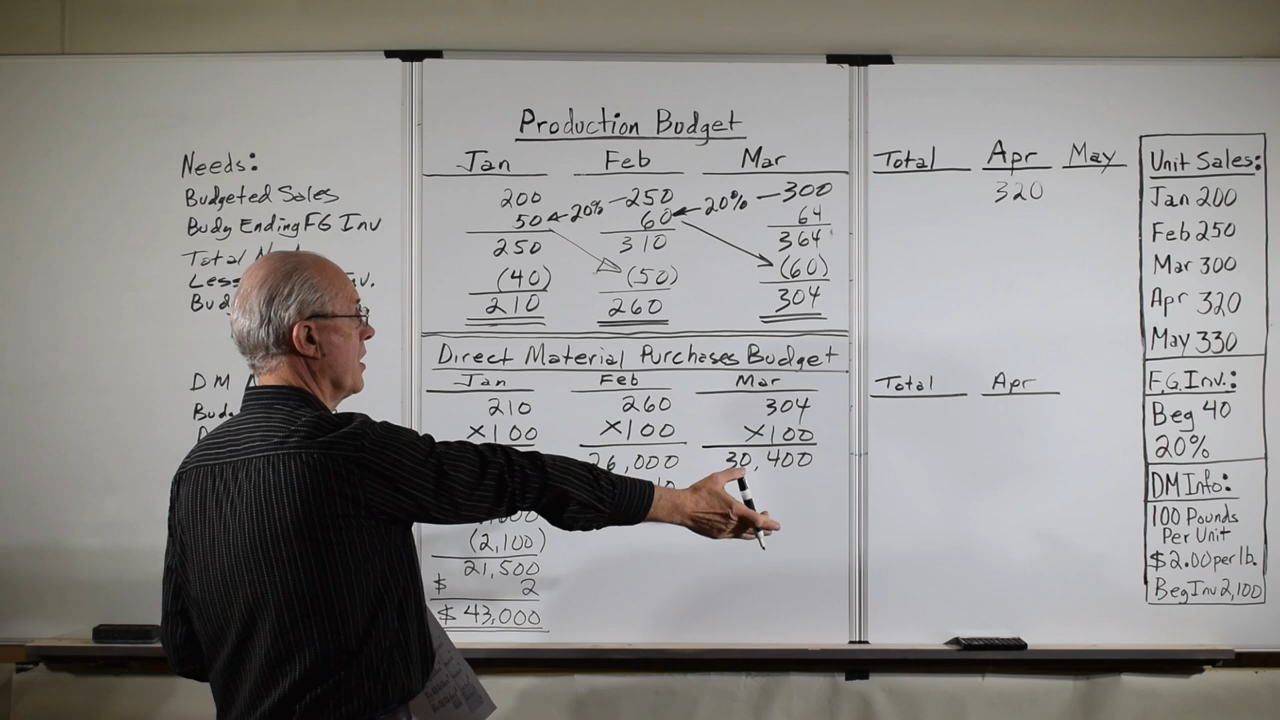 Production Budget
Needs:
Jan Feb Mar
Total Apr May
Budgeted Sales
200 250 300
320
Budg Ending FG Inv
50 20% 60 20% 64
Total
250 310 364
Less v.
(40) (50) (60)
Bud
210 260 304
Direct Material Purchases Budget
DM
Jan Feb Mar
Total Apr
210 260 304
×100 ×100 ×100
26,000 30,400
(2,100)
21,500
$ 2
$ 43,000
Unit Sales:
Jan 200
Feb 250
Mar 300
Apr 320
May 330
F.G. Inv.:
Beg 40
20%
DM Info:
100 Pounds
Per Unit
$2.00 per lb.
Beg Inv 2,100